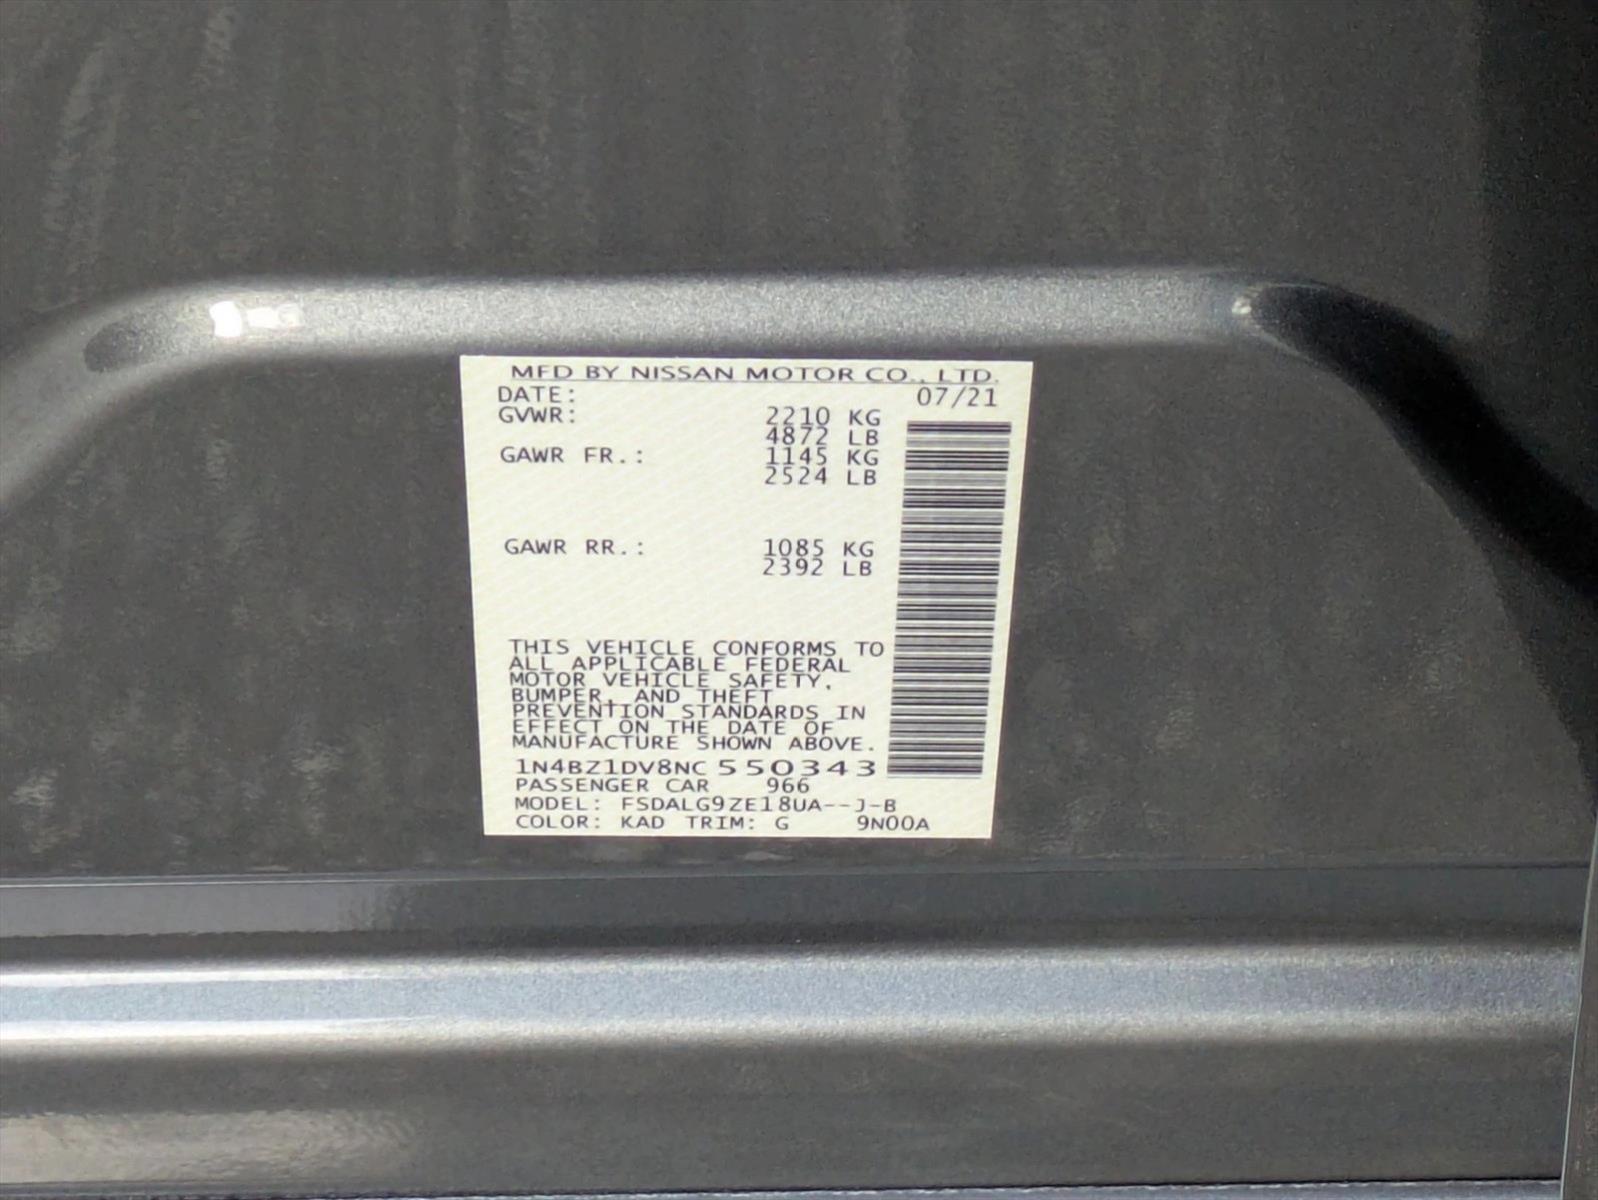 MFD BY NISSAN MOTOR CO., LTD.
DATE: 07/21
GVWR: 2210 KG
4872 LB
GAWR FR.: 1145 KG
2524 LB
GAWR RR.: 1085 KG
2392 LB
THIS VEHICLE CONFORMS TO
ALL APPLICABLE FEDERAL
MOTOR VEHICLE SAFETY,
BUMPER, AND THEFT
PREVENTION STANDARDS IN
EFFECT ON THE DATE OF
MANUFACTURE SHOWN ABOVE.
1N4BZ1DV8NC 550343
PASSENGER CAR 966
MODEL: FSDALG9ZE18UA--J-B
COLOR: KAD TRIM: G 9N00A